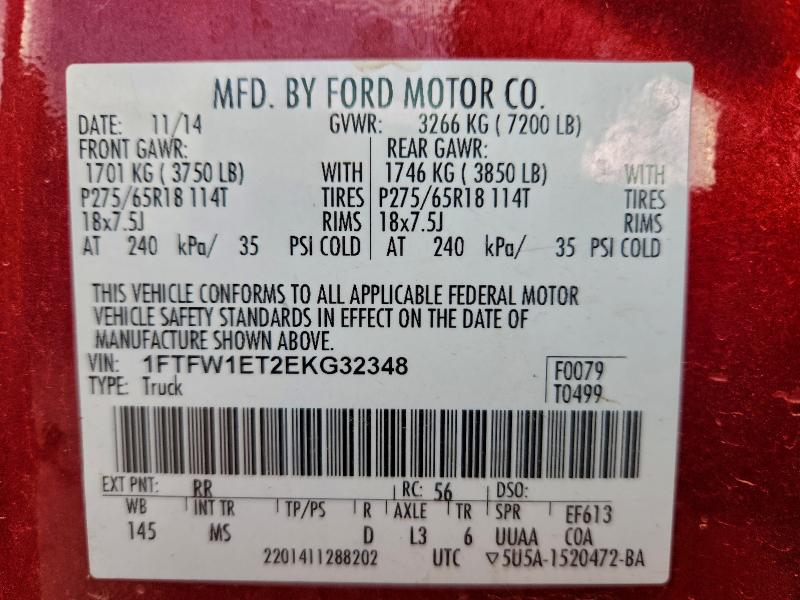 MFD. BY FORD MOTOR CO.
DATE: 11/14 GVWR: 3266 KG ( 7200 LB)
FRONT GAWR: REAR GAWR:
1701 KG ( 3750 LB) WITH 1746 KG ( 3850 LB) WITH
P275/65R18 114T TIRES P275/65R18 114T TIRES
18x7.5J RIMS 18x7.5J RIMS
AT 240 kPa/ 35 PSI COLD AT 240 kPa/ 35 PSI COLD
THIS VEHICLE CONFORMS TO ALL APPLICABLE FEDERAL MOTOR
VEHICLE SAFETY STANDARDS IN EFFECT ON THE DATE OF
MANUFACTURE SHOWN ABOVE.
VIN: 1FTFW1ET2EKG32348 F0079
TYPE: Truck T0499
EXT PNT: RR RC: 56 DSO:
WB INT TR TP/PS R AXLE TR SPR EF613
145 MS D L3 6 UUAA COA
2201411288202 UTC ▽5U5A-1520472-BA